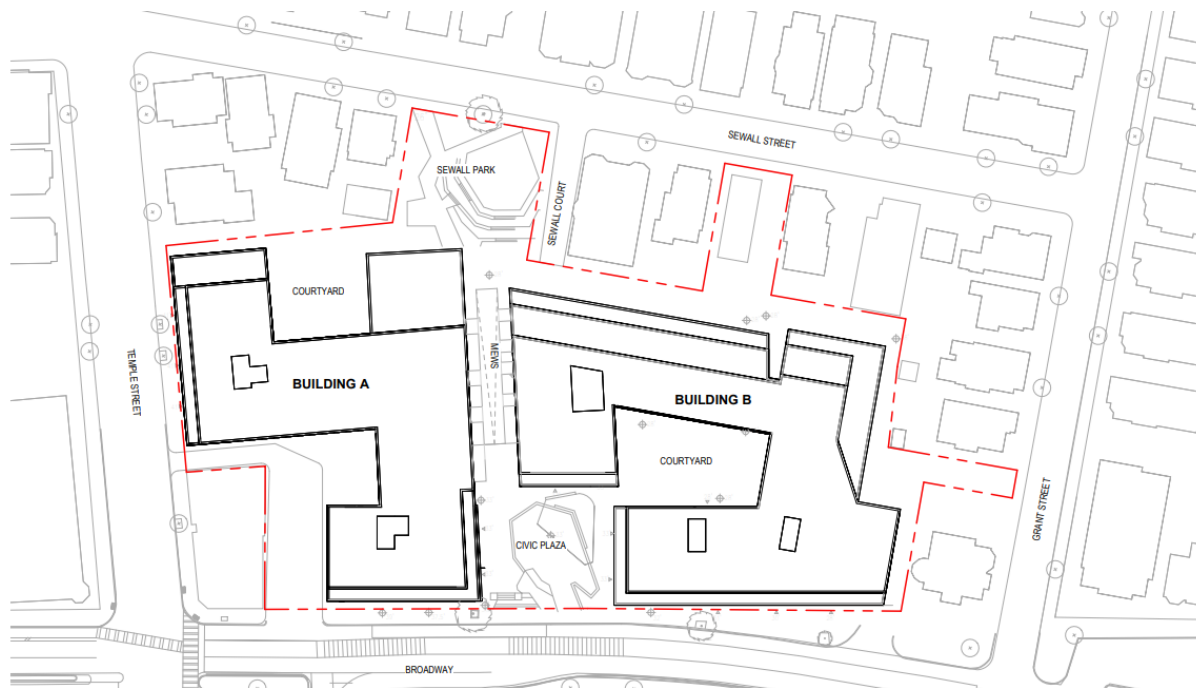 SEWALL STREET
SEWALL PARK
SEWALL COURT
COURTYARD
MEWS
TEMPLE STREET
BUILDING A
BUILDING B
COURTYARD
GRANT STREET
CIVIC PLAZA
BROADWAY